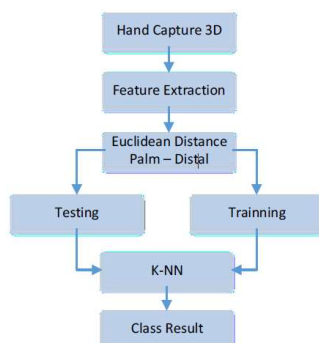 Hand Capture 3D
Feature Extraction
Euclidean Distance
Palm – Distal
Testing
Trainning
K-NN
Class Result